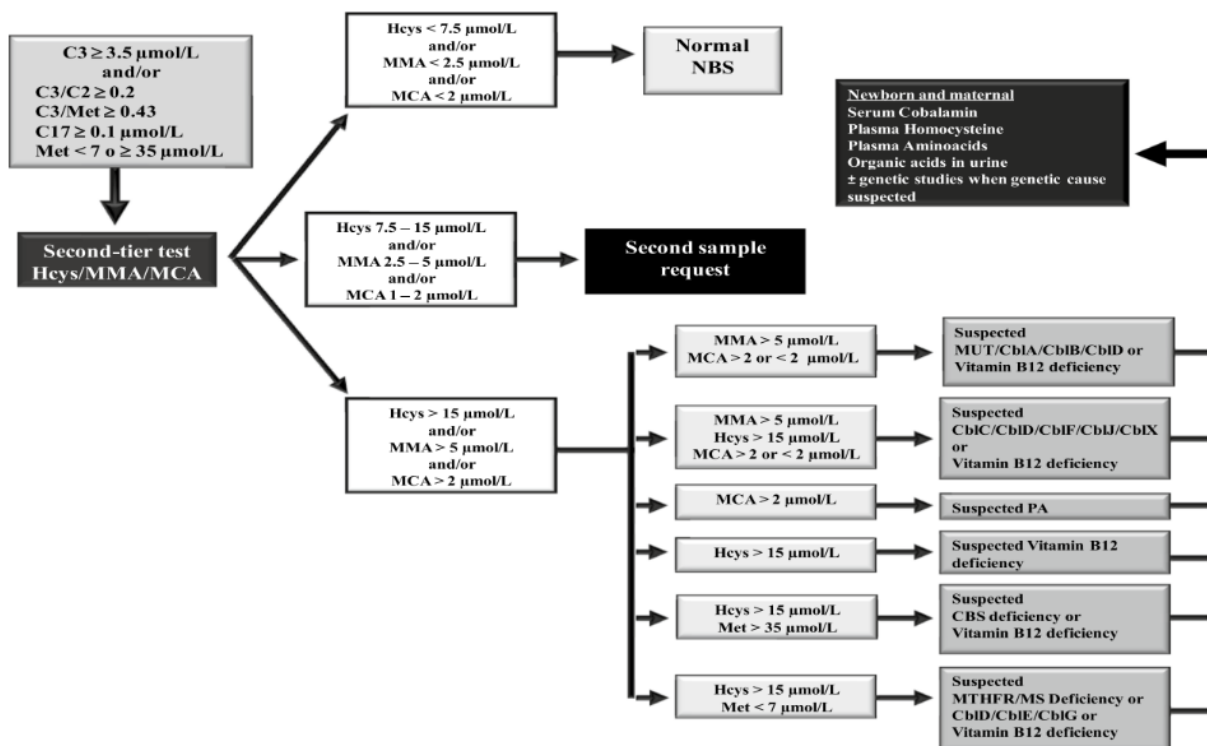 C3 ≥ 3.5 µmol/L
and/or
C3/C2 ≥ 0.2
C3/Met ≥ 0.43
C17 ≥ 0.1 µmol/L
Met < 7 o ≥ 35 µmol/L
Second-tier test
Hcys/MMA/MCA
Hcys < 7.5 µmol/L
and/or
MMA < 2.5 µmol/L
and/or
MCA < 2 µmol/L
Normal
NBS
Newborn and maternal
Serum Cobalamin
Plasma Homocysteine
Plasma Aminoacids
Organic acids in urine
± genetic studies when genetic cause
suspected
Hcys 7.5 – 15 µmol/L
and/or
MMA 2.5 – 5 µmol/L
and/or
MCA 1 – 2 µmol/L
Second sample
request
Hcys > 15 µmol/L
and/or
MMA > 5 µmol/L
and/or
MCA > 2 µmol/L
MMA > 5 µmol/L
MCA > 2 or < 2 µmol/L
Suspected
MUT/CblA/CblB/CblD or
Vitamin B12 deficiency
MMA > 5 µmol/L
Hcys > 15 µmol/L
MCA > 2 or < 2 µmol/L
Suspected
CblC/CblD/CblF/CblJ/CblX
or
Vitamin B12 deficiency
MCA > 2 µmol/L
Suspected PA
Hcys > 15 µmol/L
Suspected Vitamin B12
deficiency
Hcys > 15 µmol/L
Met > 35 µmol/L
Suspected
CBS deficiency or
Vitamin B12 deficiency
Hcys > 15 µmol/L
Met < 7 µmol/L
Suspected
MTHFR/MS Deficiency or
CblD/CblE/CblG or
Vitamin B12 deficiency